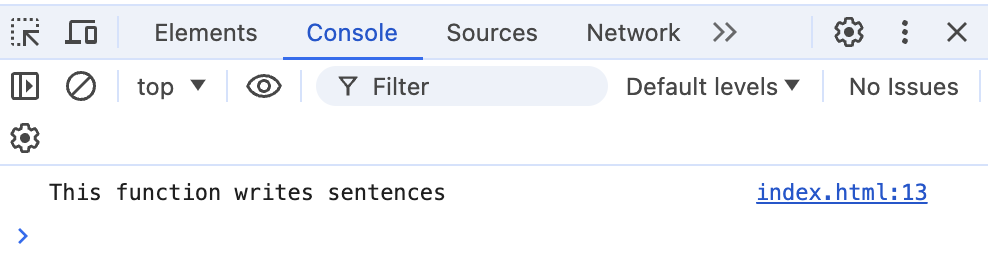 Elements Console Sources Network
top Filter Default levels No Issues
This function writes sentences index.html:13